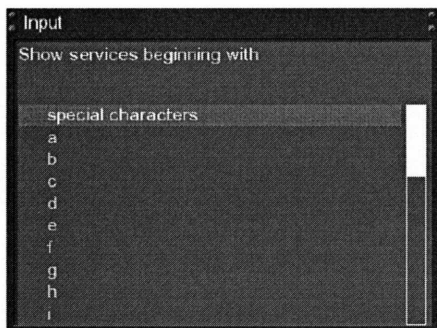 Input
Show services beginning with
special characters
a
b
c
d
e
f
g
h
i